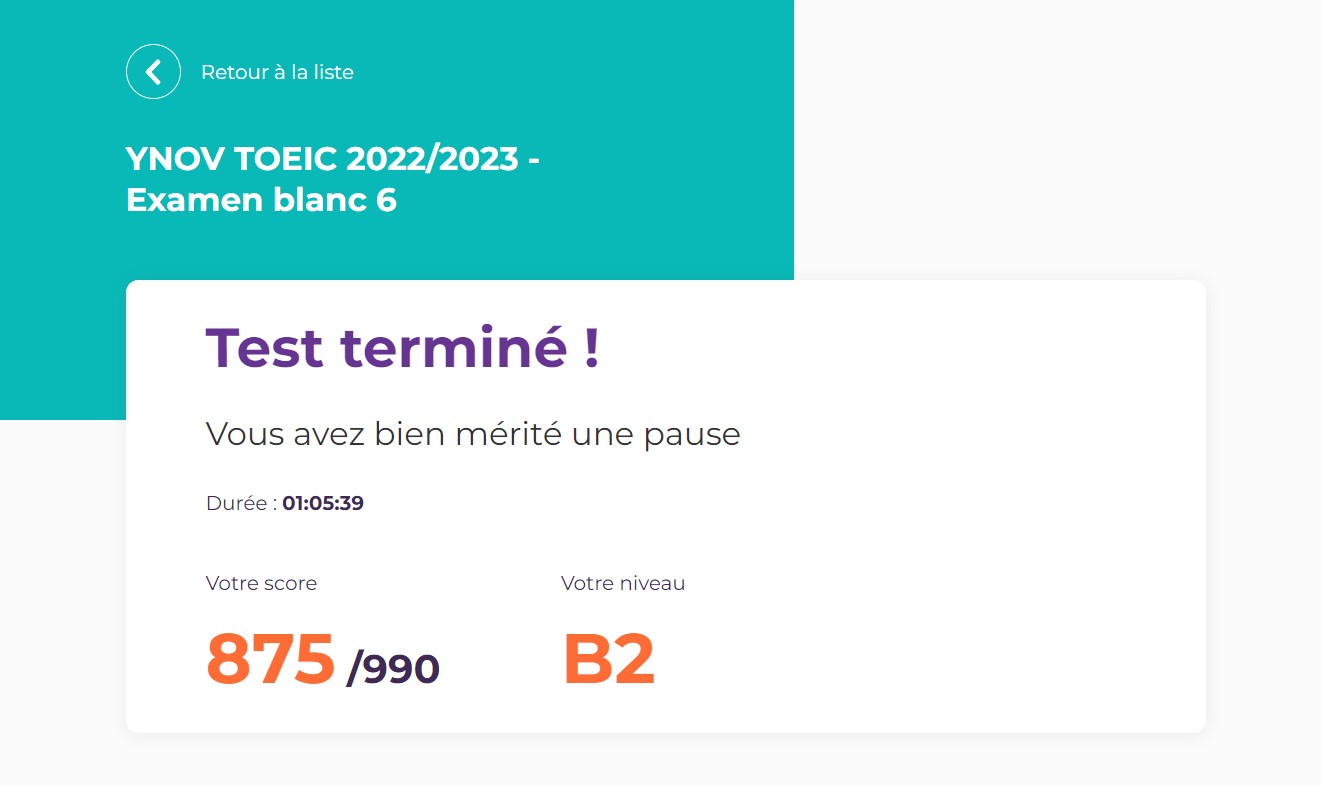 Retour à la liste
YNOV TOEIC 2022/2023 -
Examen blanc 6
Test terminé !
Vous avez bien mérité une pause
Durée : 01:05:39
Votre score
Votre niveau
875 /990
B2